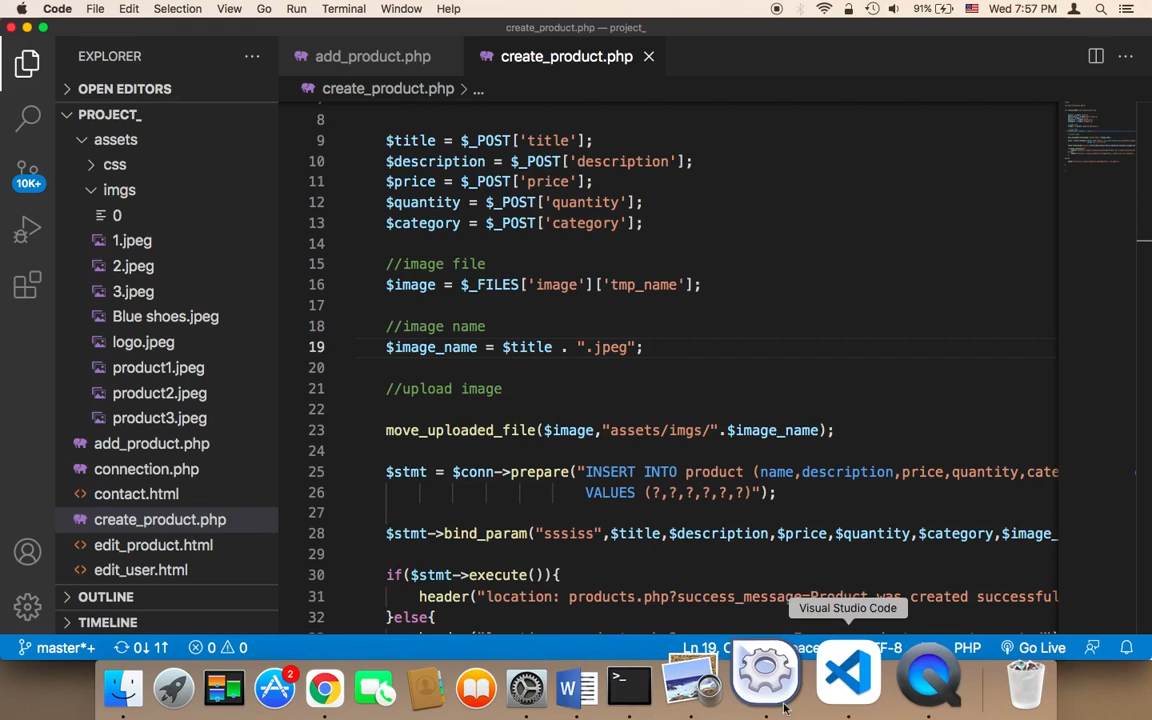 Code File Edit Selection View Go Run Terminal Window Help 91% Wed 7:57 PM
create_product.php — project_
EXPLORER
add_product.php create_product.php
create_product.php > ...
OPEN EDITORS
PROJECT_
assets
css
imgs
0
1.jpeg
2.jpeg
3.jpeg
Blue shoes.jpeg
logo.jpeg
product1.jpeg
product2.jpeg
product3.jpeg
add_product.php
connection.php
contact.html
create_product.php
edit_product.html
edit_user.html
OUTLINE
TIMELINE
10K+
8
9 $title = $_POST['title'];
10 $description = $_POST['description'];
11 $price = $_POST['price'];
12 $quantity = $_POST['quantity'];
13 $category = $_POST['category'];
14
15 //image file
16 $image = $_FILES['image']['tmp_name'];
17
18 //image name
19 $image_name = $title . ".jpeg";
20
21 //upload image
22
23 move_uploaded_file($image,"assets/imgs/".$image_name);
24
25 $stmt = $conn->prepare("INSERT INTO product (name,description,price,quantity,cate
26 VALUES (?,?,?,?,?,?)");
27
28 $stmt->bind_param("sssiss",$title,$description,$price,$quantity,$category,$image_
29
30 if($stmt->execute()){
31 header("location: products.php?success_message=Product was created successful
32 }else{
Visual Studio Code
master*+ 0↓ 1↑ 0 0 Ln 19, PHP Go Live
2